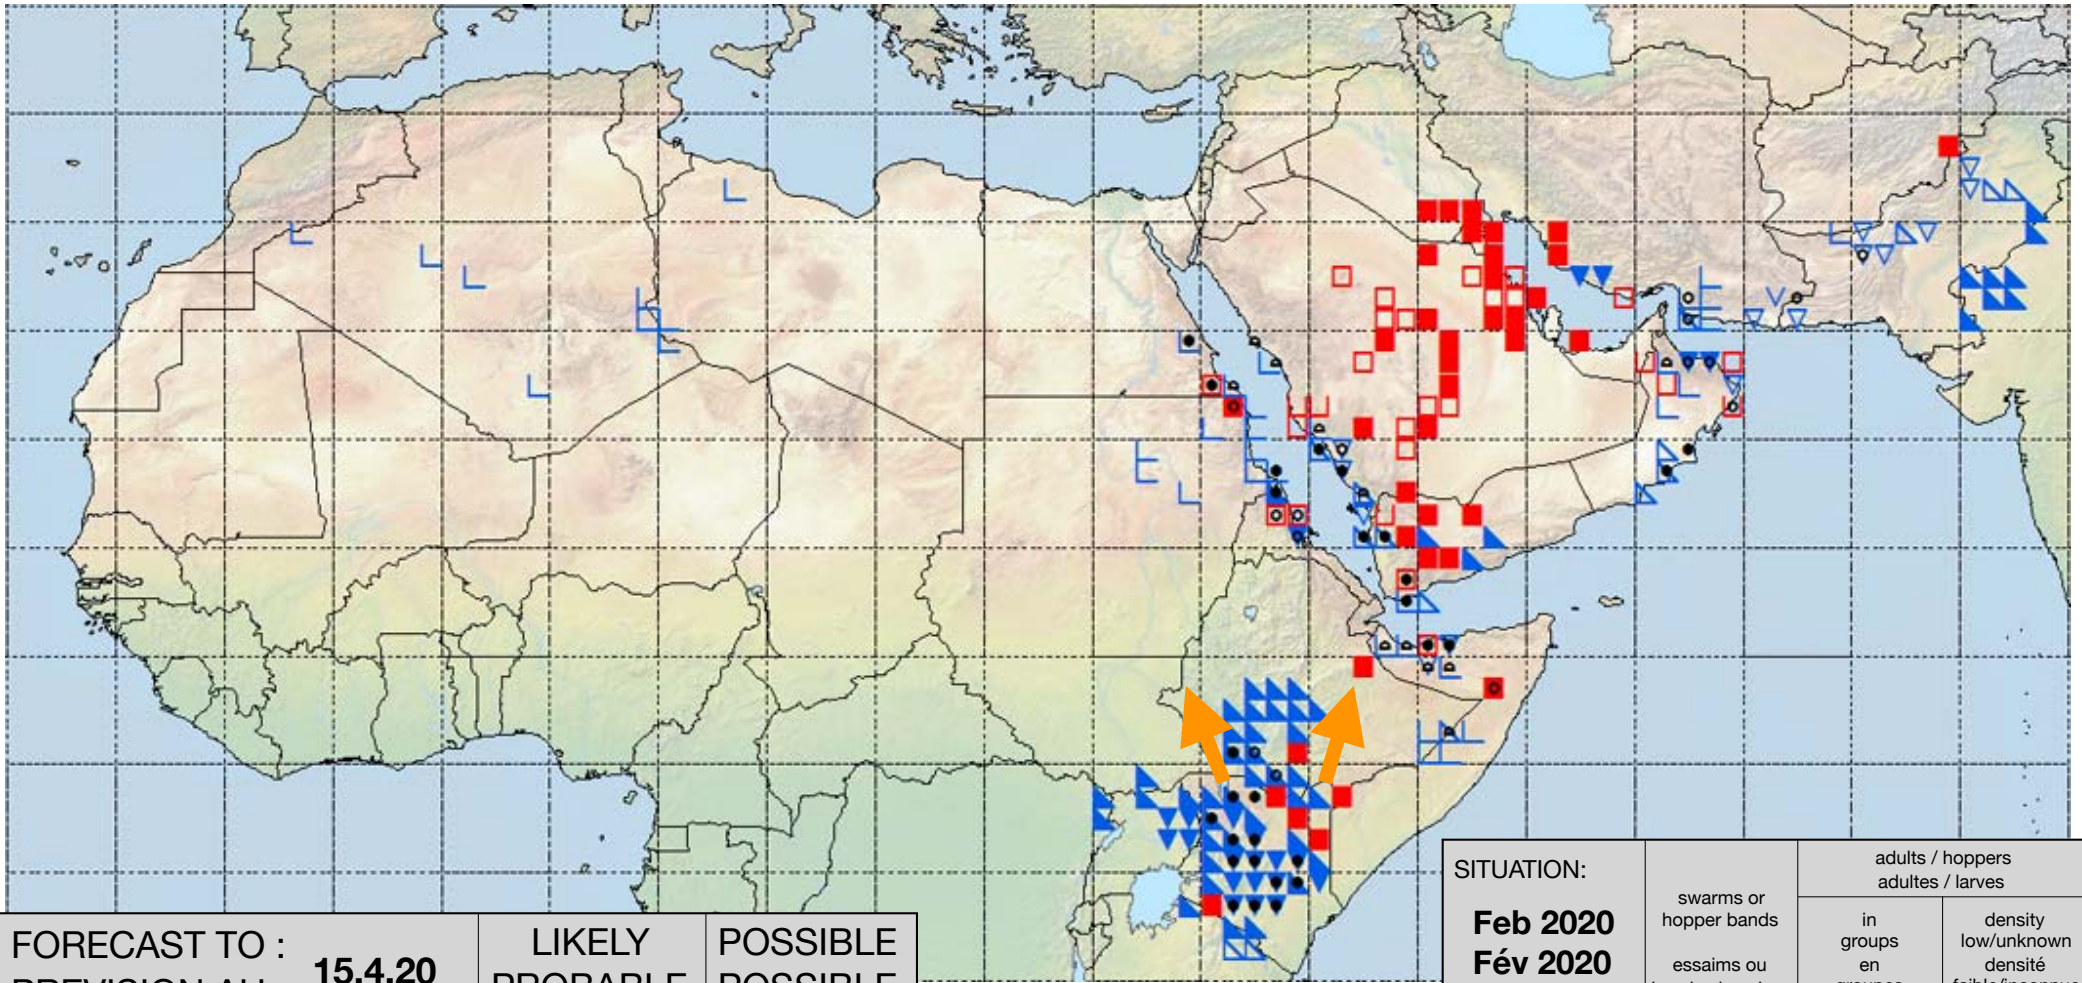 SITUATION:
Feb 2020
Fév 2020
swarms or
hopper bands
essaims ou
adults / hoppers
adultes / larves
in
groups
en
density
low/unknown
densité
FORECAST TO :
15.4.20
LIKELY
POSSIBLE